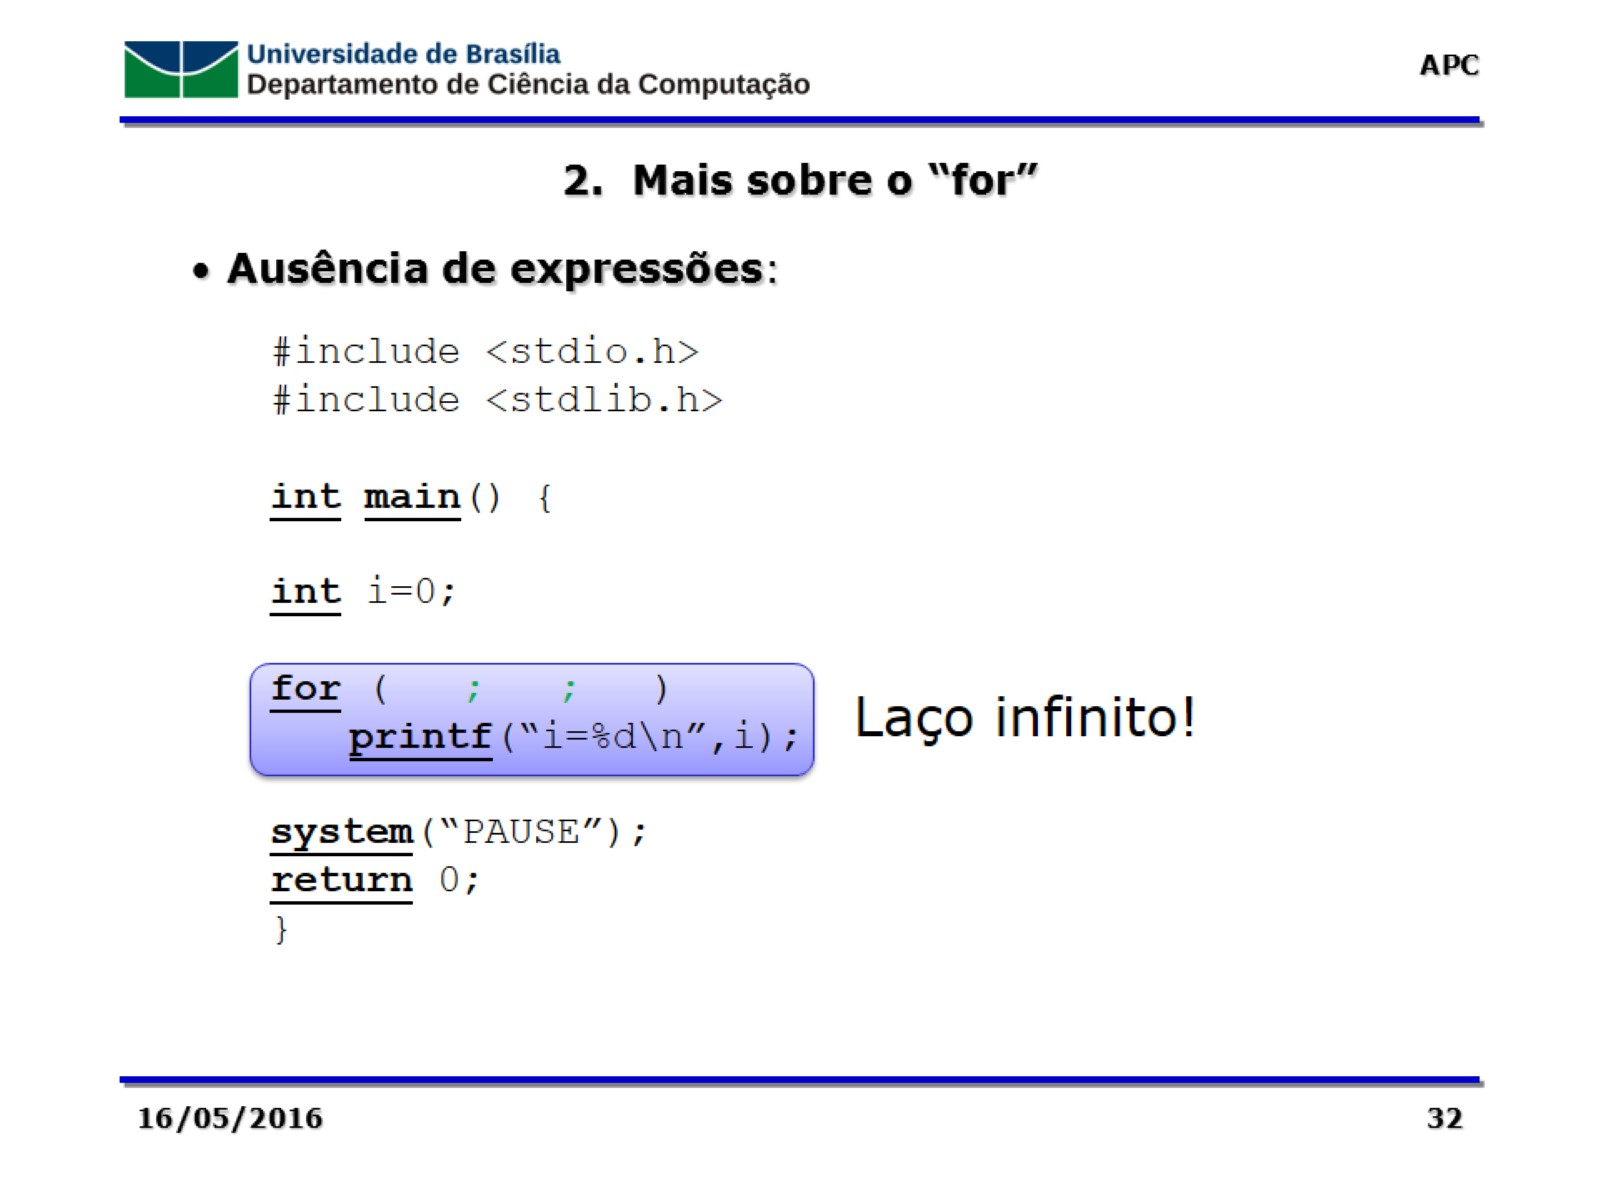 Universidade de Brasília
Departamento de Ciência da Computação
APC
2. Mais sobre o “for”
• Ausência de expressões:
#include <stdio.h>
#include <stdlib.h>
int main() {
int i=0;
for (   ;   ;   )
printf(“i=%d\n”,i);
Laço infinito!
system(“PAUSE”);
return 0;
}
16/05/2016
32